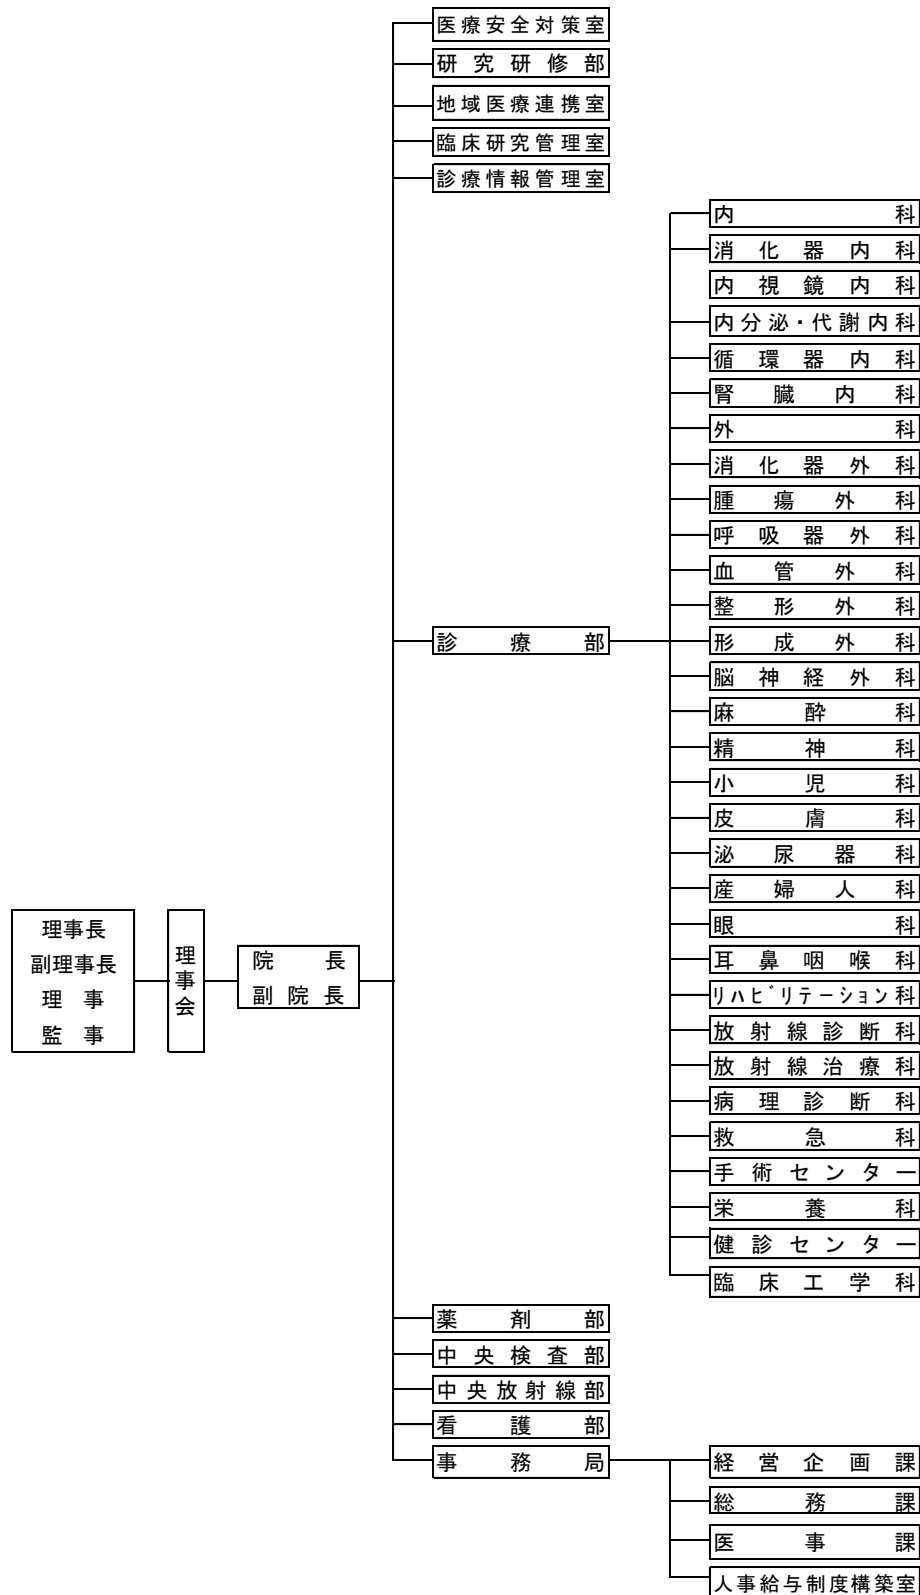 医療安全対策室
研究研修部
地域医療連携室
臨床研究管理室
診療情報管理室
内科
消化器内科
内視鏡内科
内分泌・代謝内科
循環器内科
腎臓内科
外科
消化器外科
腫瘍外科
呼吸器外科
血管外科
整形外科
診療部
形成外科
脳神経外科
麻酔科
精神科
小児科
皮膚科
泌尿器科
産婦人科
眼科
耳鼻咽喉科
リハビリテーション科
放射線診断科
放射線治療科
病理診断科
救急科
手術センター
栄養科
健診センター
臨床工学科
理事長
副理事長
理事
監事
理事会
院長
副院長
薬剤部
中央検査部
中央放射線部
看護部
事務局
経営企画課
総務課
医事課
人事給与制度構築室